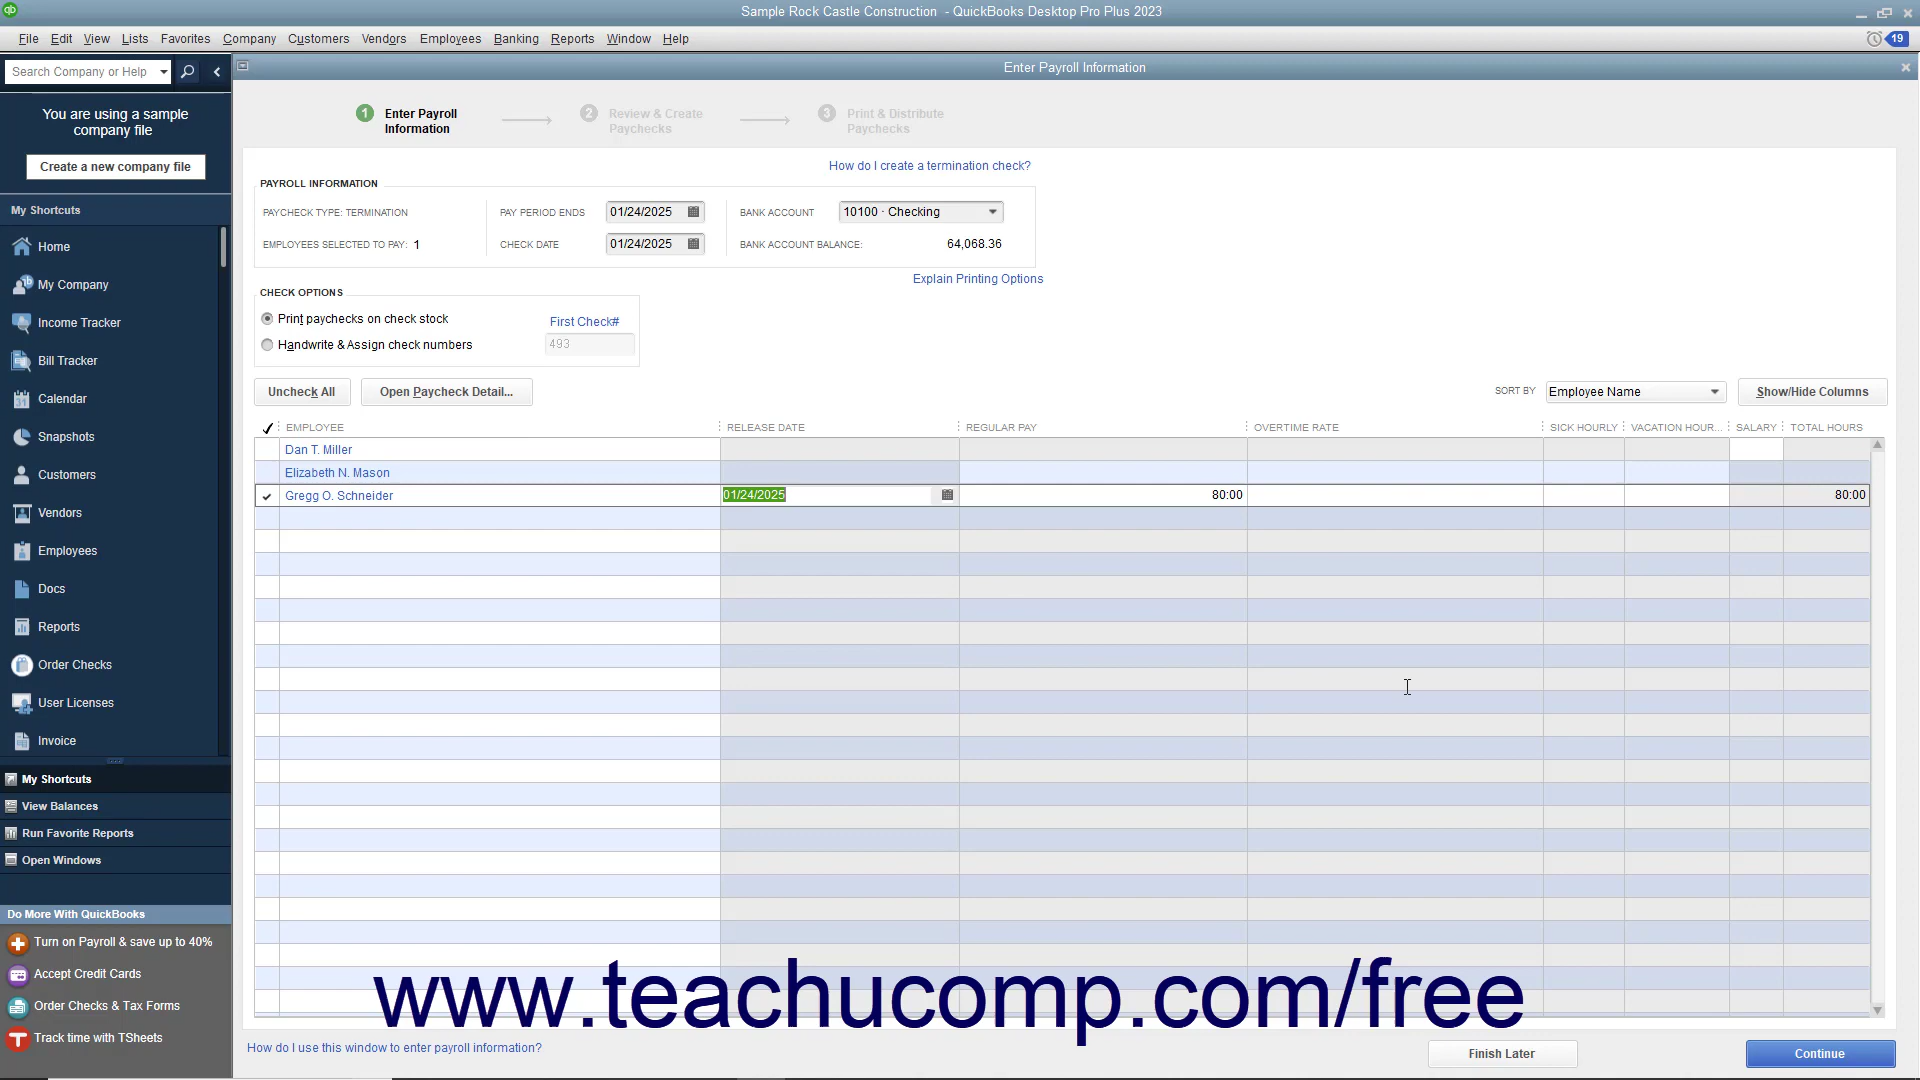 Sample Rock Castle Construction - QuickBooks Desktop Pro Plus 2023
File Edit View Lists Favorites Company Customers Vendors Employees Banking Reports Window Help
19
Search Company or Help
Enter Payroll Information
You are using a sample
company file
Create a new company file
1 Enter Payroll
Information
2 Review & Create
Paychecks
3 Print & Distribute
Paychecks
How do I create a termination check?
PAYROLL INFORMATION
PAYCHECK TYPE: TERMINATION
PAY PERIOD ENDS 01/24/2025
BANK ACCOUNT 10100 · Checking
EMPLOYEES SELECTED TO PAY: 1
CHECK DATE 01/24/2025
BANK ACCOUNT BALANCE: 64,068.36
Explain Printing Options
CHECK OPTIONS
Print paychecks on check stock
First Check#
Handwrite & Assign check numbers
493
Uncheck All
Open Paycheck Detail...
SORT BY Employee Name
Show/Hide Columns
EMPLOYEE RELEASE DATE REGULAR PAY OVERTIME RATE SICK HOURLY VACATION HOUR... SALARY TOTAL HOURS
Dan T. Miller
Elizabeth N. Mason
Gregg O. Schneider 01/24/2025 80:00 80:00
My Shortcuts
Home
My Company
Income Tracker
Bill Tracker
Calendar
Snapshots
Customers
Vendors
Employees
Docs
Reports
Order Checks
User Licenses
Invoice
My Shortcuts
View Balances
Run Favorite Reports
Open Windows
Do More With QuickBooks
Turn on Payroll & save up to 40%
Accept Credit Cards
Order Checks & Tax Forms
Track time with TSheets
www.teachucomp.com/free
How do I use this window to enter payroll information?
Finish Later
Continue